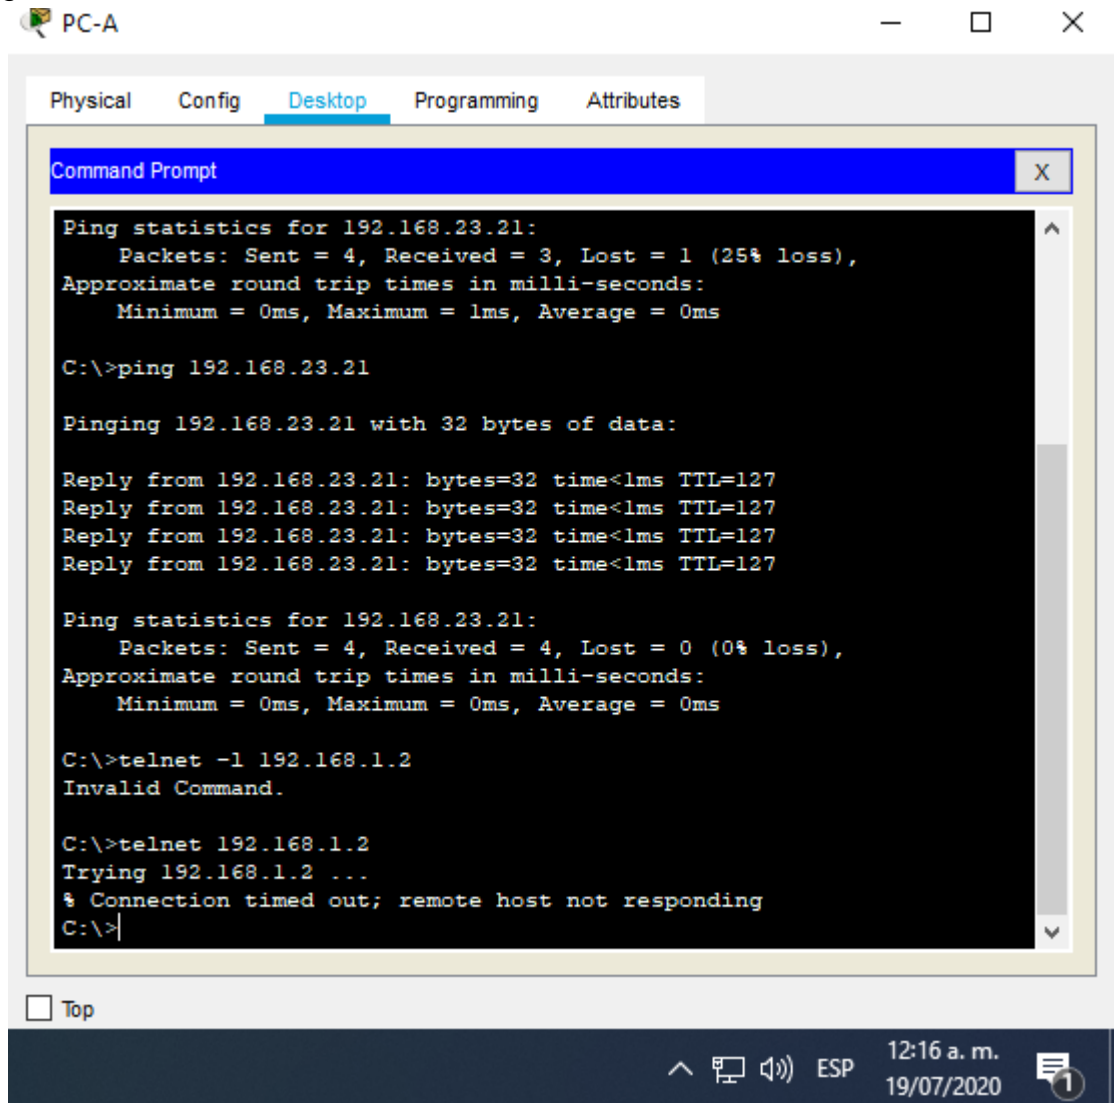 PC-A
Physical Config Desktop Programming Attributes
Command Prompt X
Ping statistics for 192.168.23.21:
    Packets: Sent = 4, Received = 3, Lost = 1 (25% loss),
Approximate round trip times in milli-seconds:
    Minimum = 0ms, Maximum = 1ms, Average = 0ms
C:\>ping 192.168.23.21
Pinging 192.168.23.21 with 32 bytes of data:
Reply from 192.168.23.21: bytes=32 time<1ms TTL=127
Reply from 192.168.23.21: bytes=32 time<1ms TTL=127
Reply from 192.168.23.21: bytes=32 time<1ms TTL=127
Reply from 192.168.23.21: bytes=32 time<1ms TTL=127
Ping statistics for 192.168.23.21:
    Packets: Sent = 4, Received = 4, Lost = 0 (0% loss),
Approximate round trip times in milli-seconds:
    Minimum = 0ms, Maximum = 0ms, Average = 0ms
C:\>telnet -l 192.168.1.2
Invalid Command.
C:\>telnet 192.168.1.2
Trying 192.168.1.2 ...
% Connection timed out; remote host not responding
C:\>
Top
ESP
12:16 a. m.
19/07/2020
1